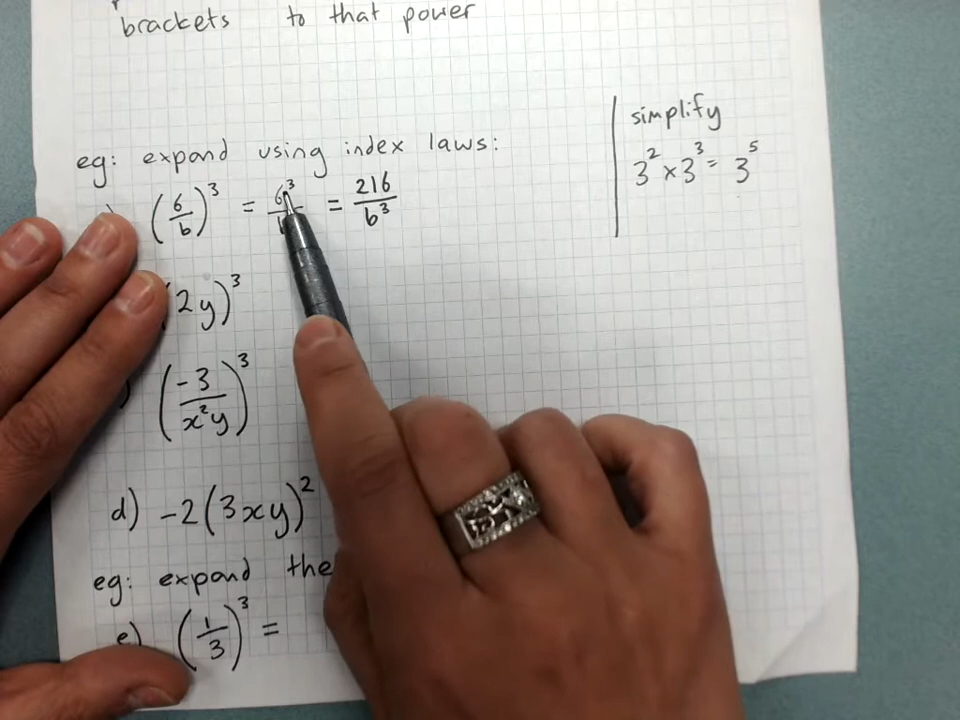 brackets to that power
eg: expand using index laws:
(6/b)³ = 6³/ = 216/b³
(2y)³
(-3/x²y)³
d) -2(3xy)²
eg: expand the
e) (1/3)³ =
simplify
3² × 3³ = 3⁵